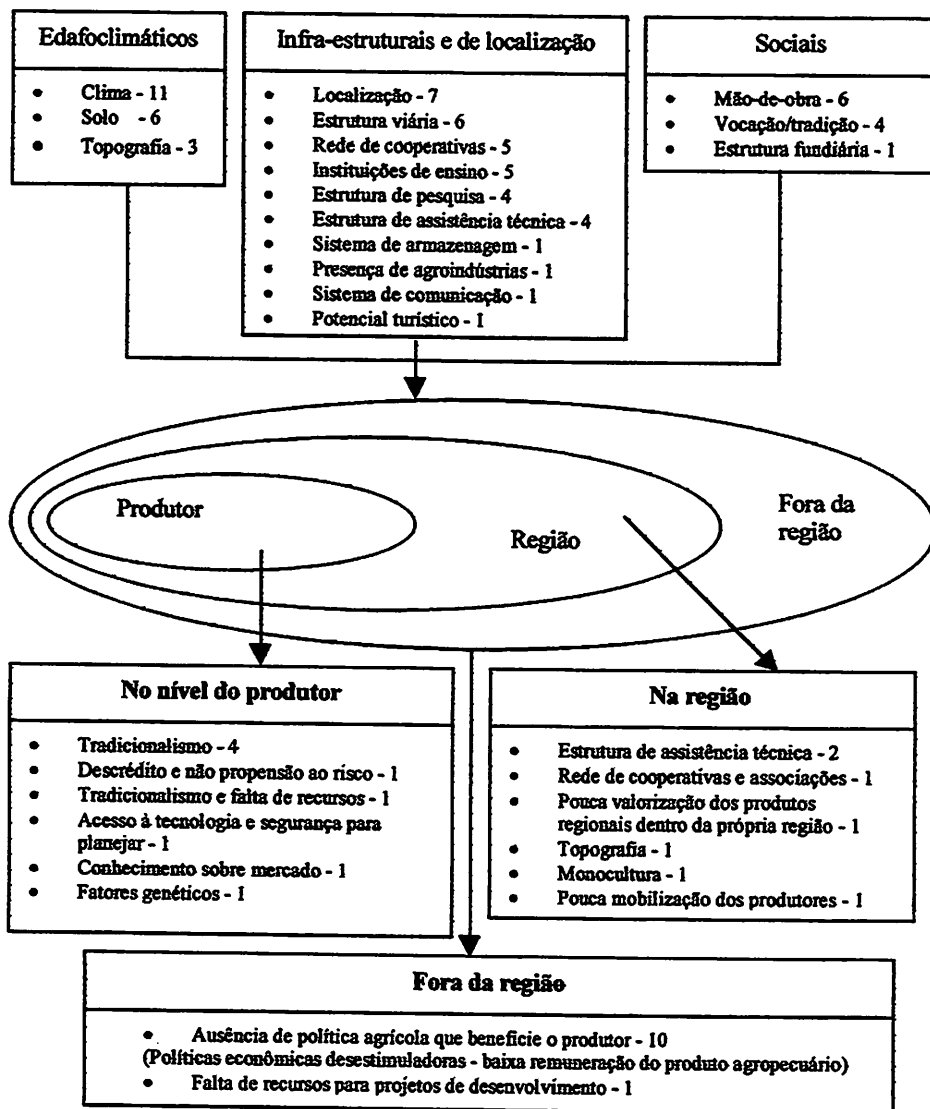 Edafoclimáticos
• Clima - 11
• Solo - 6
• Topografia - 3
Infra-estruturais e de localização
• Localização - 7
• Estrutura viária - 6
• Rede de cooperativas - 5
• Instituições de ensino - 5
• Estrutura de pesquisa - 4
• Estrutura de assistência técnica - 4
• Sistema de armazenagem - 1
• Presença de agroindústrias - 1
• Sistema de comunicação - 1
• Potencial turístico - 1
Sociais
• Mão-de-obra - 6
• Vocação/tradição - 4
• Estrutura fundiária - 1
Produtor
Região
Fora da
região
No nível do produtor
• Tradicionalismo - 4
• Descrédito e não propensão ao risco - 1
• Tradicionalismo e falta de recursos - 1
• Acesso à tecnologia e segurança para
planejar - 1
• Conhecimento sobre mercado - 1
• Fatores genéticos - 1
Na região
• Estrutura de assistência técnica - 2
• Rede de cooperativas e associações - 1
• Pouca valorização dos produtos
regionais dentro da própria região - 1
• Topografia - 1
• Monocultura - 1
• Pouca mobilização dos produtores - 1
Fora da região
• Ausência de política agrícola que beneficie o produtor - 10
(Políticas econômicas desestimuladoras - baixa remuneração do produto agropecuário)
• Falta de recursos para projetos de desenvolvimento - 1